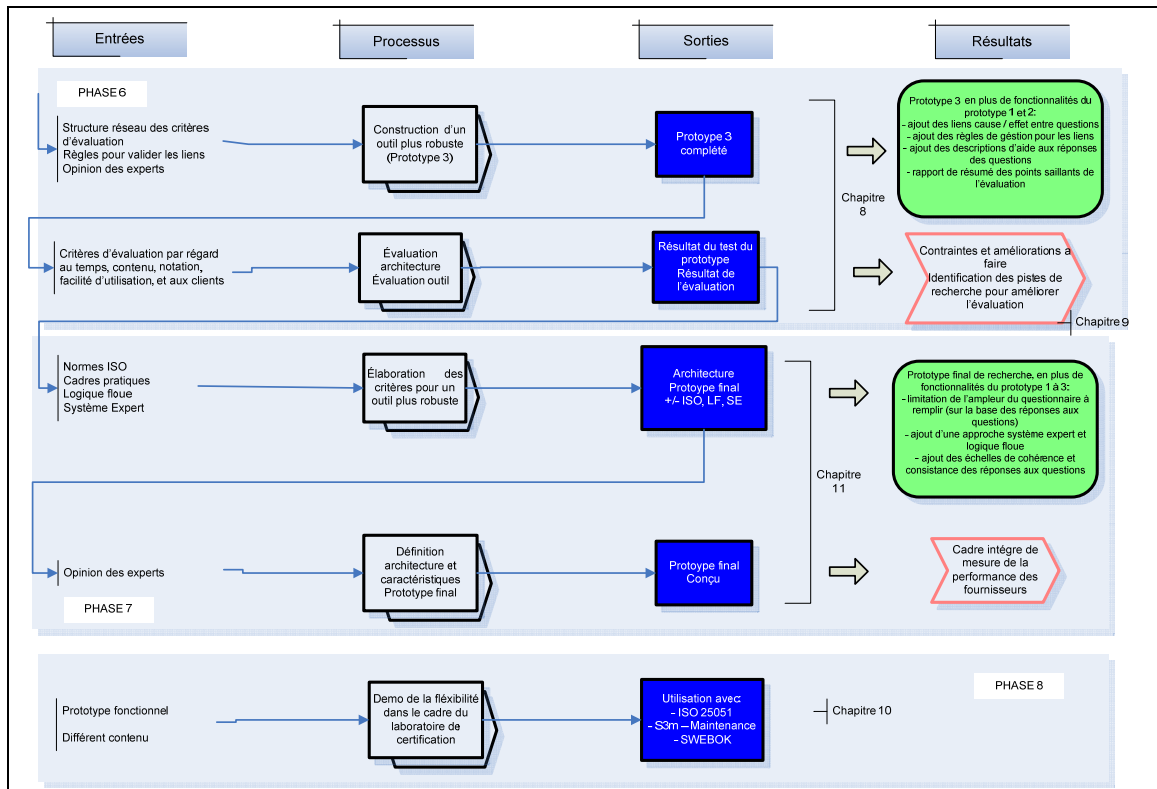 Entrées
Processus
Sorties
Résultats
PHASE 6
Structure réseau des critères
d'évaluation
Règles pour valider les liens
Opinion des experts
Construction d'un
outil plus robuste
(Prototype 3)
Protoype 3
complété
Chapitre
8
Prototype 3 en plus de fonctionnalités du
prototype 1 et 2:
- ajout des liens cause / effet entre questions
- ajout des règles de géstion pour les liens
- ajout des descriptions d'aide aux réponses
des questions
- rapport de résumé des points saillants de
l'évaluation
Critères d'évaluation par régard
au temps, contenu, notation,
facilité d'utilisation, et aux clients
Évaluation
architecture
Évaluation outil
Résultat du test du
prototype
Résultat de
l'évaluation
Contraintes et améliorations a
faire
Identification des pistes de
recherche pour améliorer
l'évaluation
Chapitre 9
Normes ISO
Cadres pratiques
Logique floue
Système Expert
Élaboration des
critères pour un
outil plus robuste
Architecture
Prototype final
+/- ISO, LF, SE
Chapitre
11
Prototype final de recherche, en plus de
fonctionnalités du prototype 1 à 3:
- limitation de l'ampleur du questionnaire à
remplir (sur la base des réponses aux
questions)
- ajout d'une approche système expert et
logique floue
- ajout des échelles de cohérence et
consistance des réponses aux questions
Opinion des experts
PHASE 7
Définition
architecture et
caractéristiques
Prototype final
Protoype final
Conçu
Cadre intégre de
mesure de la
performance des
fournisseurs
PHASE 8
Prototype fonctionnel
Différent contenu
Demo de la fléxibilité
dans le cadre du
laboratoire de
certification
Utilisation avec:
- ISO 25051
- S3m – Maintenance
- SWEBOK
Chapitre 10